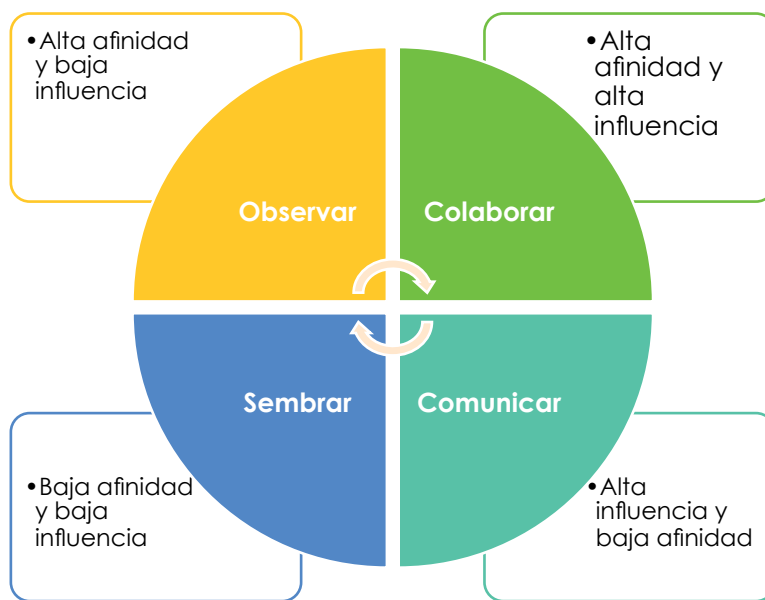 •Alta afinidad
y baja
influencia
•Alta
afinidad y
alta
influencia
Observar
Colaborar
Sembrar
Comunicar
•Baja afinidad
y baja
influencia
•Alta
influencia y
baja afinidad